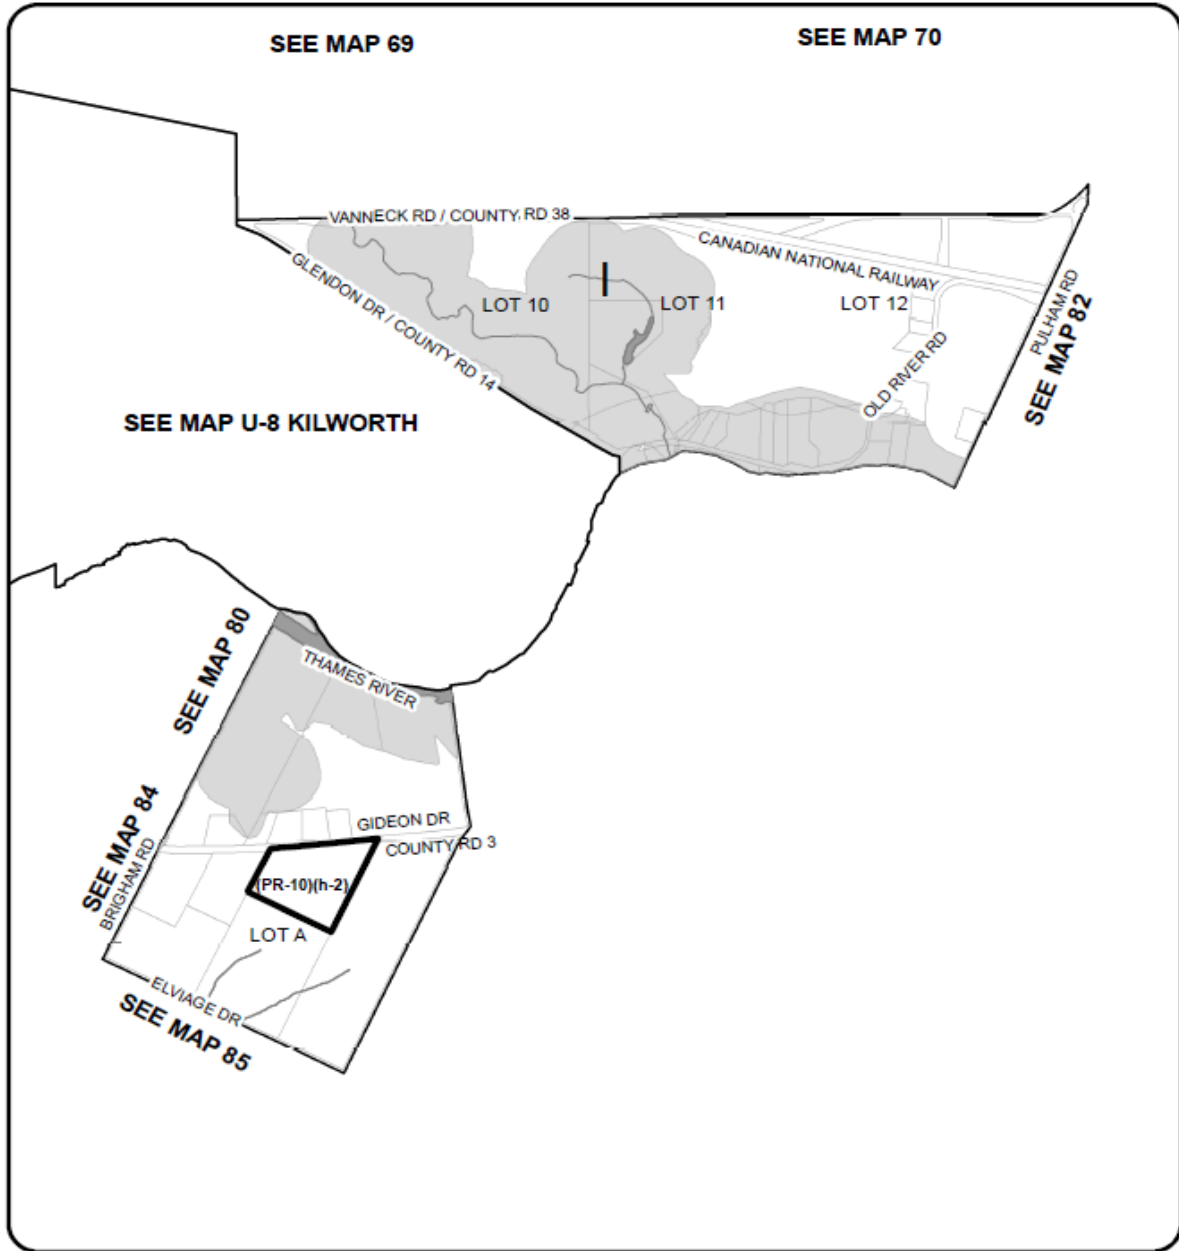 SEE MAP 69
SEE MAP 70
VANNECK RD / COUNTY RD 38
CANADIAN NATIONAL RAILWAY
GLENDON DR / COUNTY RD 14
I
LOT 10
LOT 11
LOT 12
PULHAM RD
SEE MAP 82
OLD RIVER RD
SEE MAP U-8 KILWORTH
SEE MAP 80
THAMES RIVER
SEE MAP 84
BRIGHAM RD
GIDEON DR
COUNTY RD 3
(PR-10)(h-2)
LOT A
ELVIAGE DR
SEE MAP 85